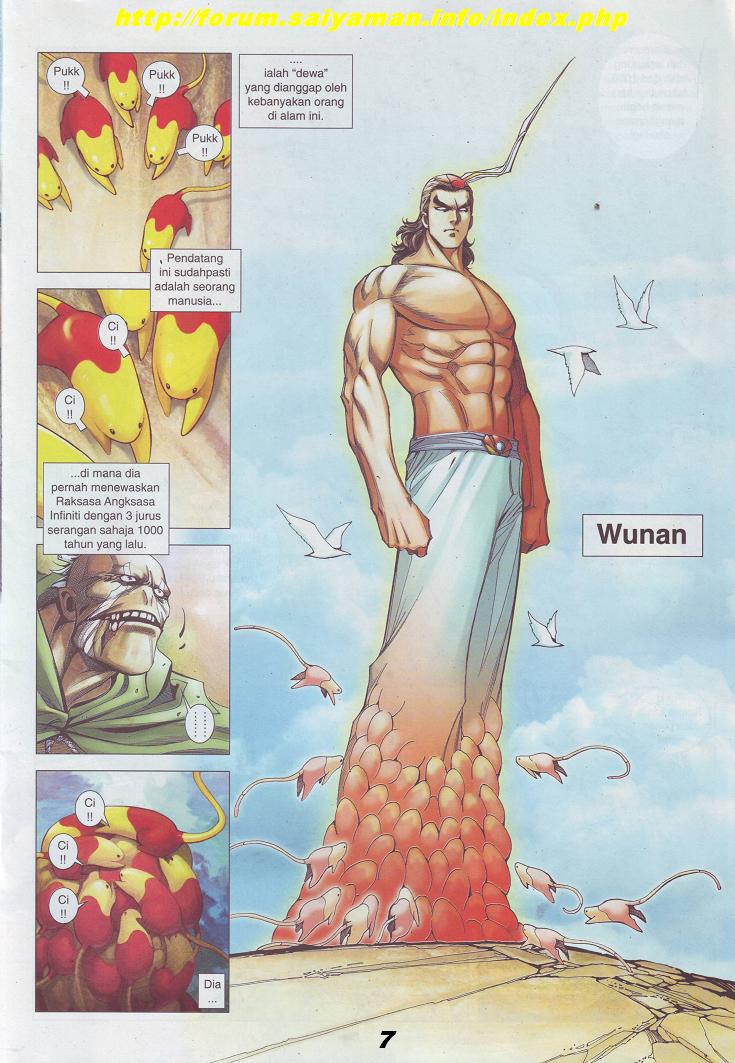 http://forum.saiyaman.info/index.php
Pukk
!!
Pukk
!!
Pukk
!!
Pendatang
ini sudahpasti
adalah seorang
manusia...
Ci
!!
Ci
!!
...di mana dia
pernah menewaskan
Raksasa Angksasa
Infiniti dengan 3 jurus
serangan sahaja 1000
tahun yang lalu.
......
Ci
!!
Ci
!!
Ci
!!
Dia
...
....
ialah “dewa”
yang dianggap oleh
kebanyakan orang
di alam ini.
Wunan
7